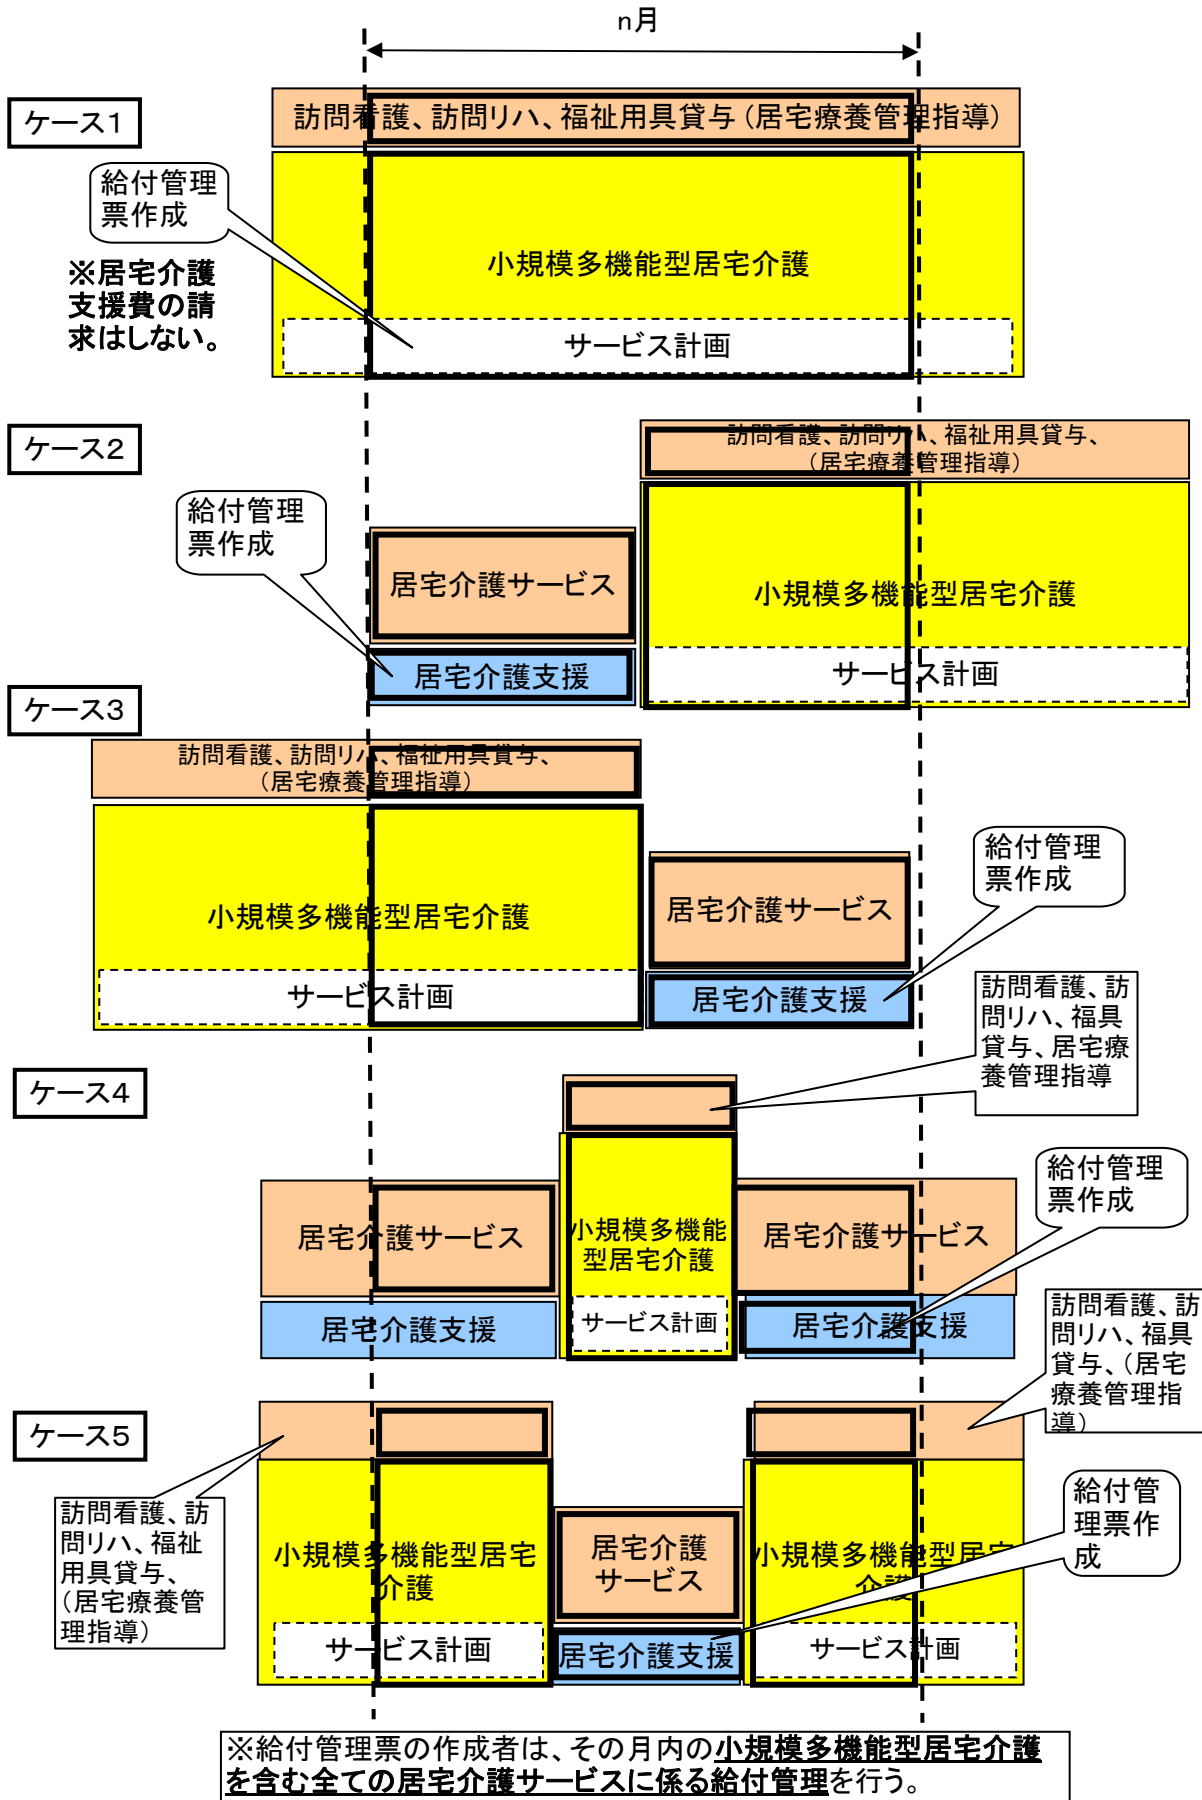 n月
ケース1
訪問看護、訪問リハ、福祉用具貸与（居宅療養管理指導）
給付管理
票作成
※居宅介護
支援費の請
求はしない。
小規模多機能型居宅介護
サービス計画
ケース2
訪問看護、訪問リハ、福祉用具貸与、
（居宅療養管理指導）
給付管理
票作成
居宅介護サービス
小規模多機能型居宅介護
居宅介護支援
サービス計画
ケース3
訪問看護、訪問リハ、福祉用具貸与、
（居宅療養管理指導）
給付管理
票作成
小規模多機能型居宅介護
居宅介護サービス
サービス計画
居宅介護支援
訪問看護、訪
問リハ、福具
貸与、居宅療
養管理指導
ケース4
給付管理
票作成
居宅介護サービス
小規模多機能
型居宅介護
居宅介護サービス
居宅介護支援
サービス計画
居宅介護支援
訪問看護、訪
問リハ、福具
貸与、（居宅
療養管理指
導）
ケース5
訪問看護、訪
問リハ、福祉
用具貸与、
（居宅療養管
理指導）
小規模多機能型居宅
介護
居宅介護
サービス
小規模多機能型居宅
介護
給付管
理票作
成
サービス計画
居宅介護支援
サービス計画
※給付管理票の作成者は、その月内の小規模多機能型居宅介護
を含む全ての居宅介護サービスに係る給付管理を行う。